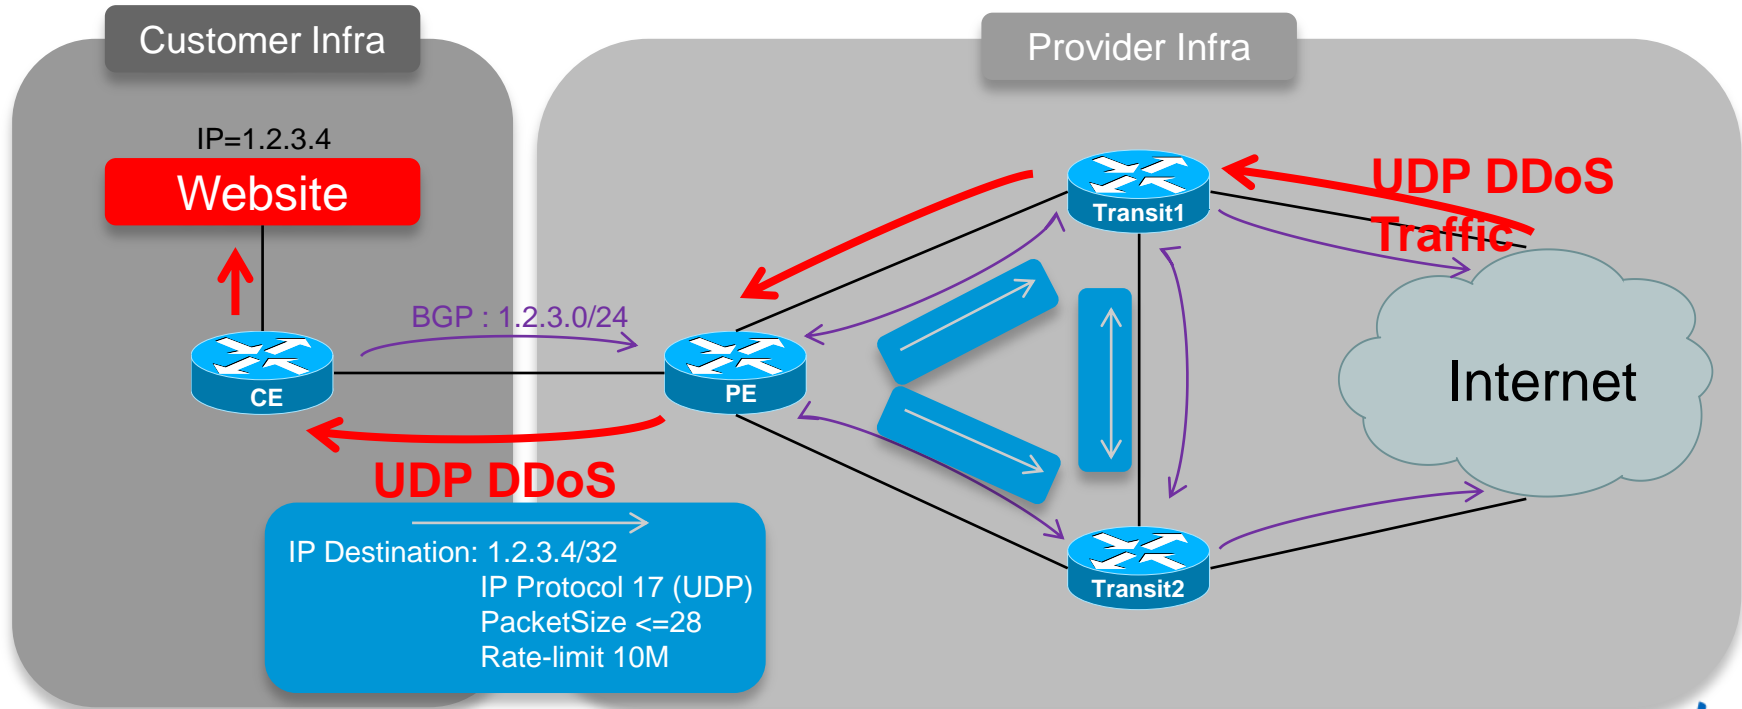 Customer Infra
Provider Infra
IP=1.2.3.4
Website
UDP DDoS
Traffic
Transit1
BGP : 1.2.3.0/24
CE
PE
Internet
UDP DDoS
IP Destination: 1.2.3.4/32
IP Protocol 17 (UDP)
PacketSize <=28
Rate-limit 10M
Transit2